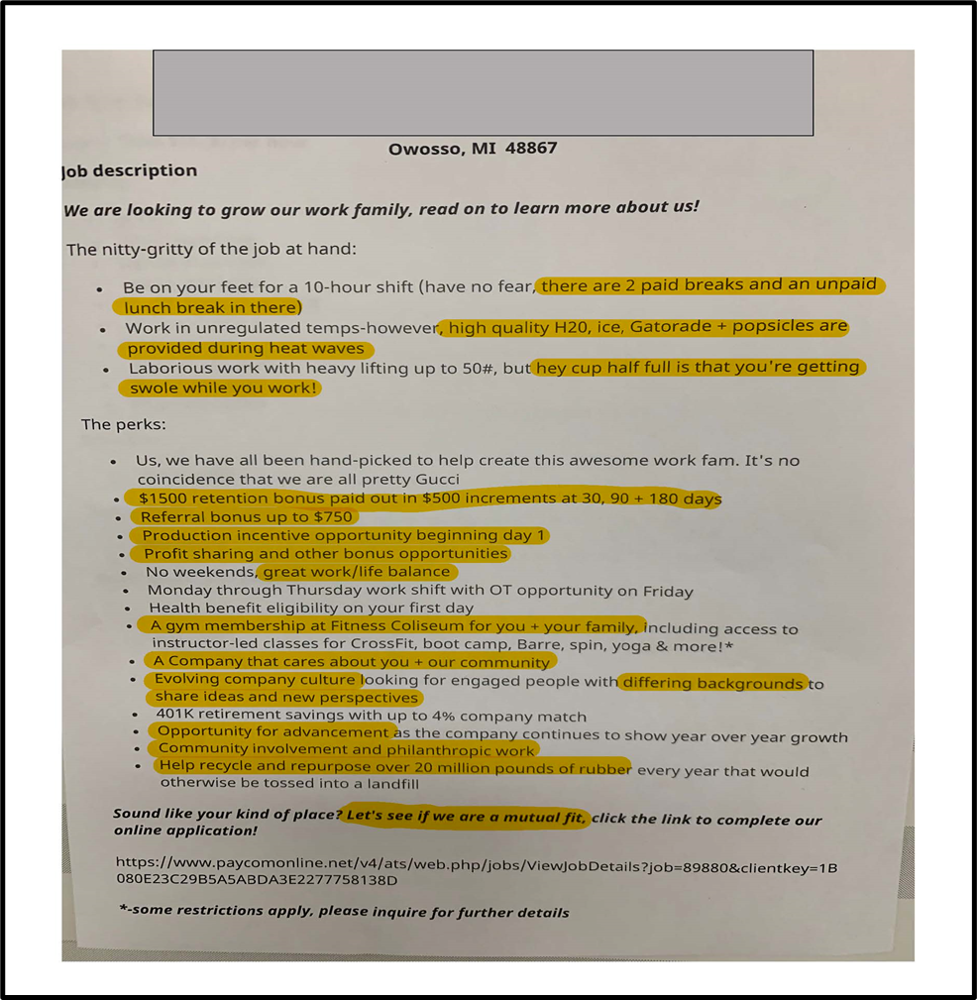 Owosso, MI 48867
Job description
We are looking to grow our work family, read on to learn more about us!
The nitty-gritty of the job at hand:
• Be on your feet for a 10-hour shift (have no fear, there are 2 paid breaks and an unpaid
lunch break in there)
• Work in unregulated temps-however, high quality H20, ice, Gatorade + popsicles are
provided during heat waves
• Laborious work with heavy lifting up to 50#, but hey cup half full is that you're getting
swole while you work!
The perks:
• Us, we have all been hand-picked to help create this awesome work fam. It's no
coincidence that we are all pretty Gucci
• $1500 retention bonus paid out in $500 increments at 30, 90 + 180 days
• Referral bonus up to $750
• Production incentive opportunity beginning day 1
• Profit sharing and other bonus opportunities
• No weekends, great work/life balance
• Monday through Thursday work shift with OT opportunity on Friday
• Health benefit eligibility on your first day
• A gym membership at Fitness Coliseum for you + your family, including access to
instructor-led classes for CrossFit, boot camp, Barre, spin, yoga & more!*
• A Company that cares about you + our community
• Evolving company culture looking for engaged people with differing backgrounds to
share ideas and new perspectives
• 401K retirement savings with up to 4% company match
• Opportunity for advancement as the company continues to show year over year growth
• Community involvement and philanthropic work
• Help recycle and repurpose over 20 million pounds of rubber every year that would
otherwise be tossed into a landfill
Sound like your kind of place? Let's see if we are a mutual fit, click the link to complete our
online application!
https://www.paycomonline.net/v4/ats/web.php/jobs/ViewJobDetails?job=89880&clientkey=1B
080E23C29B5A5ABDA3E2277758138D
*-some restrictions apply, please inquire for further details